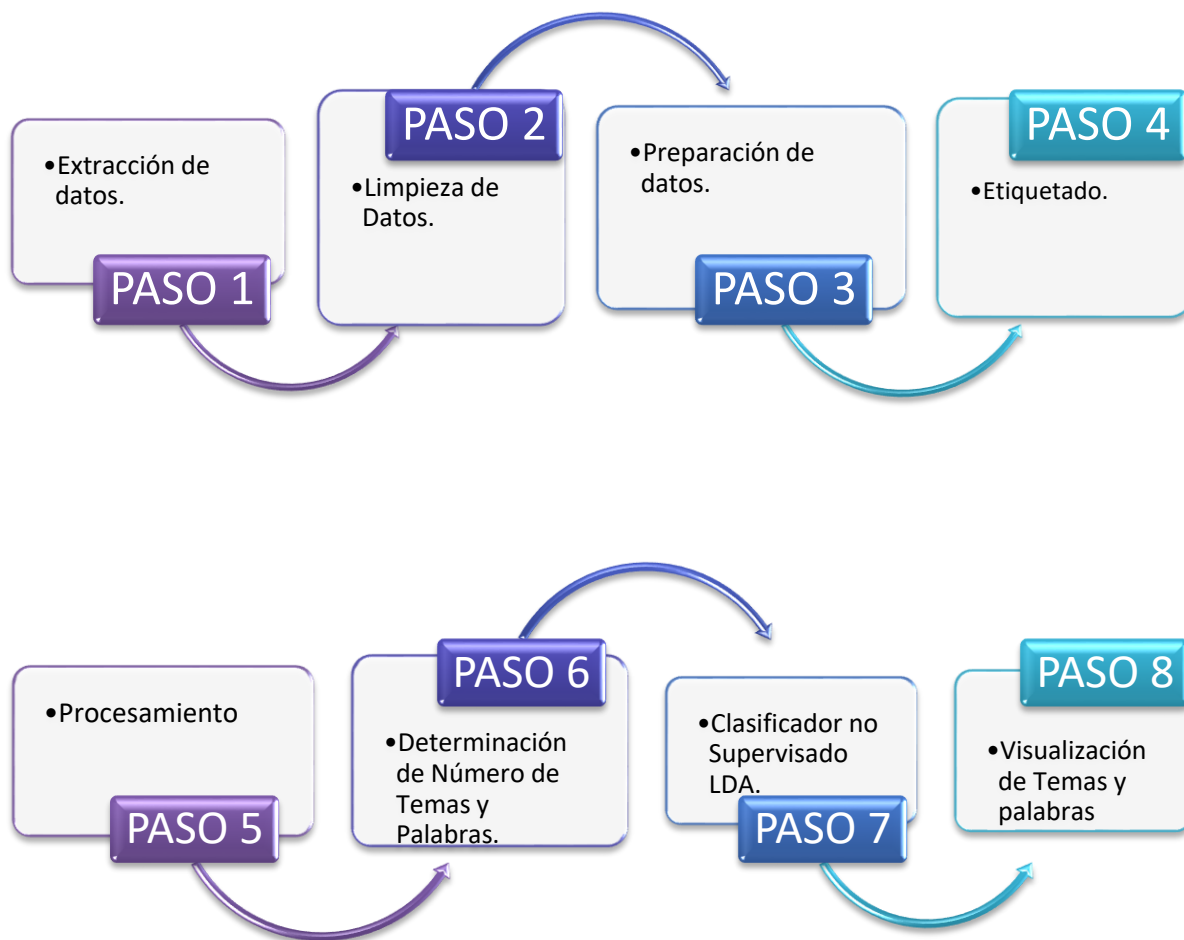 •Extracción de
datos.
PASO 1
PASO 2
•Limpieza de
Datos.
•Preparación de
datos.
PASO 3
PASO 4
•Etiquetado.
•Procesamiento
PASO 5
PASO 6
•Determinación
de Número de
Temas y
Palabras.
•Clasificador no
Supervisado
LDA.
PASO 7
PASO 8
•Visualización
de Temas y
palabras